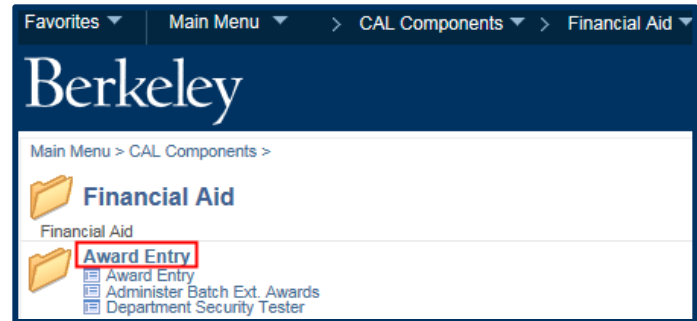 Favorites Main Menu > CAL Components > Financial Aid
Berkeley
Main Menu > CAL Components >
Financial Aid
Financial Aid
Award Entry
Award Entry
Administer Batch Ext. Awards
Department Security Tester